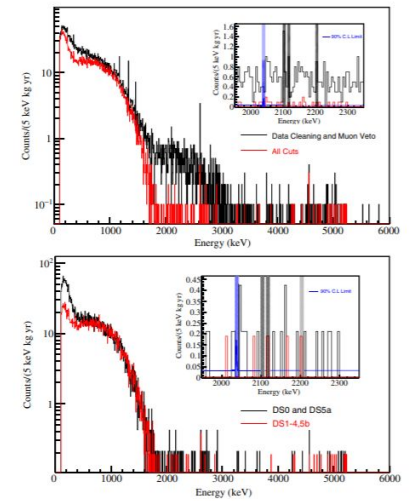 Counts/(5 keV kg yr)
10
1
10⁻¹
0 1000 2000 3000 4000 5000 6000
Energy (keV)
Counts/(5 keV kg yr)
1.6
1.4
1.2
1
0.8
0.6
0.4
0.2
0
2000 2100 2200 2300
Energy (keV)
90% C.L Limit
Data Cleaning and Muon Veto
All Cuts
Counts/(5 keV kg yr)
10²
10
1
0 1000 2000 3000 4000 5000 6000
Energy (keV)
Counts/(5 keV kg yr)
0.45
0.4
0.35
0.3
0.25
0.2
0.15
0.1
0.05
0
2000 2100 2200 2300
Energy (keV)
90% C.L Limit
DS0 and DS5a
DS1-4,5b